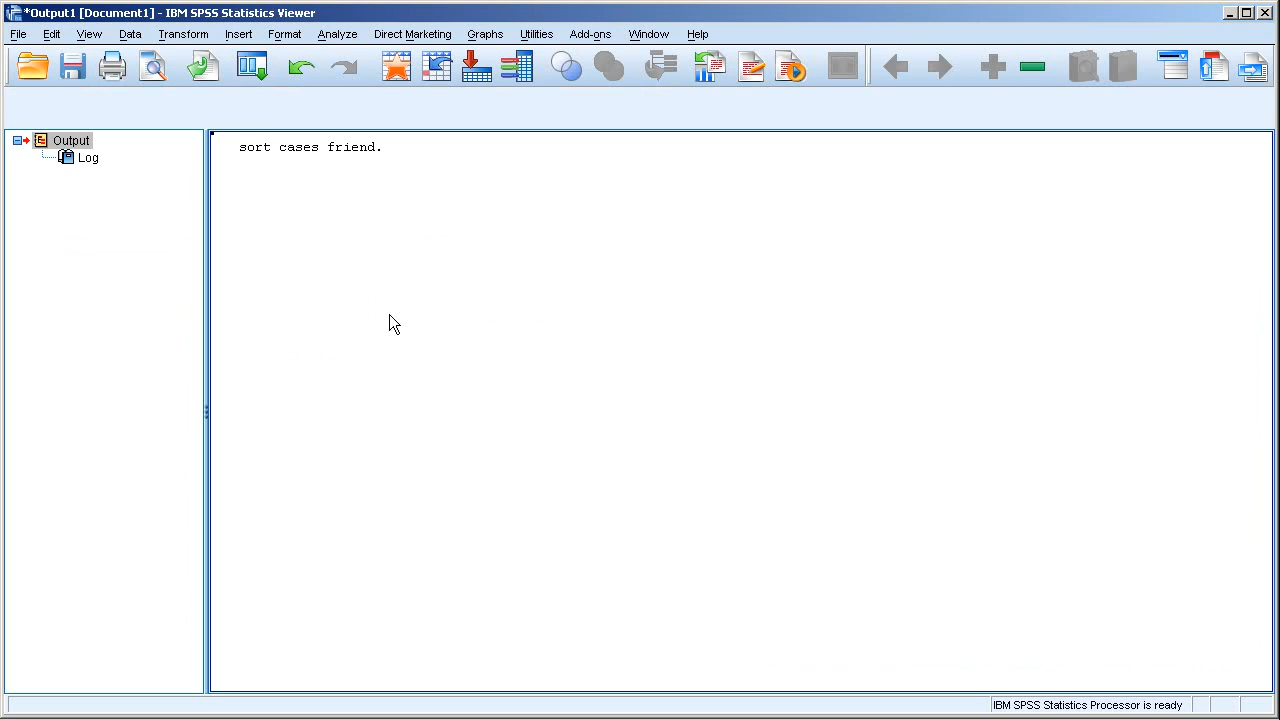 *Output1 [Document1] - IBM SPSS Statistics Viewer
File Edit View Data Transform Insert Format Analyze Direct Marketing Graphs Utilities Add-ons Window Help
Output
Log
sort cases friend.
IBM SPSS Statistics Processor is ready